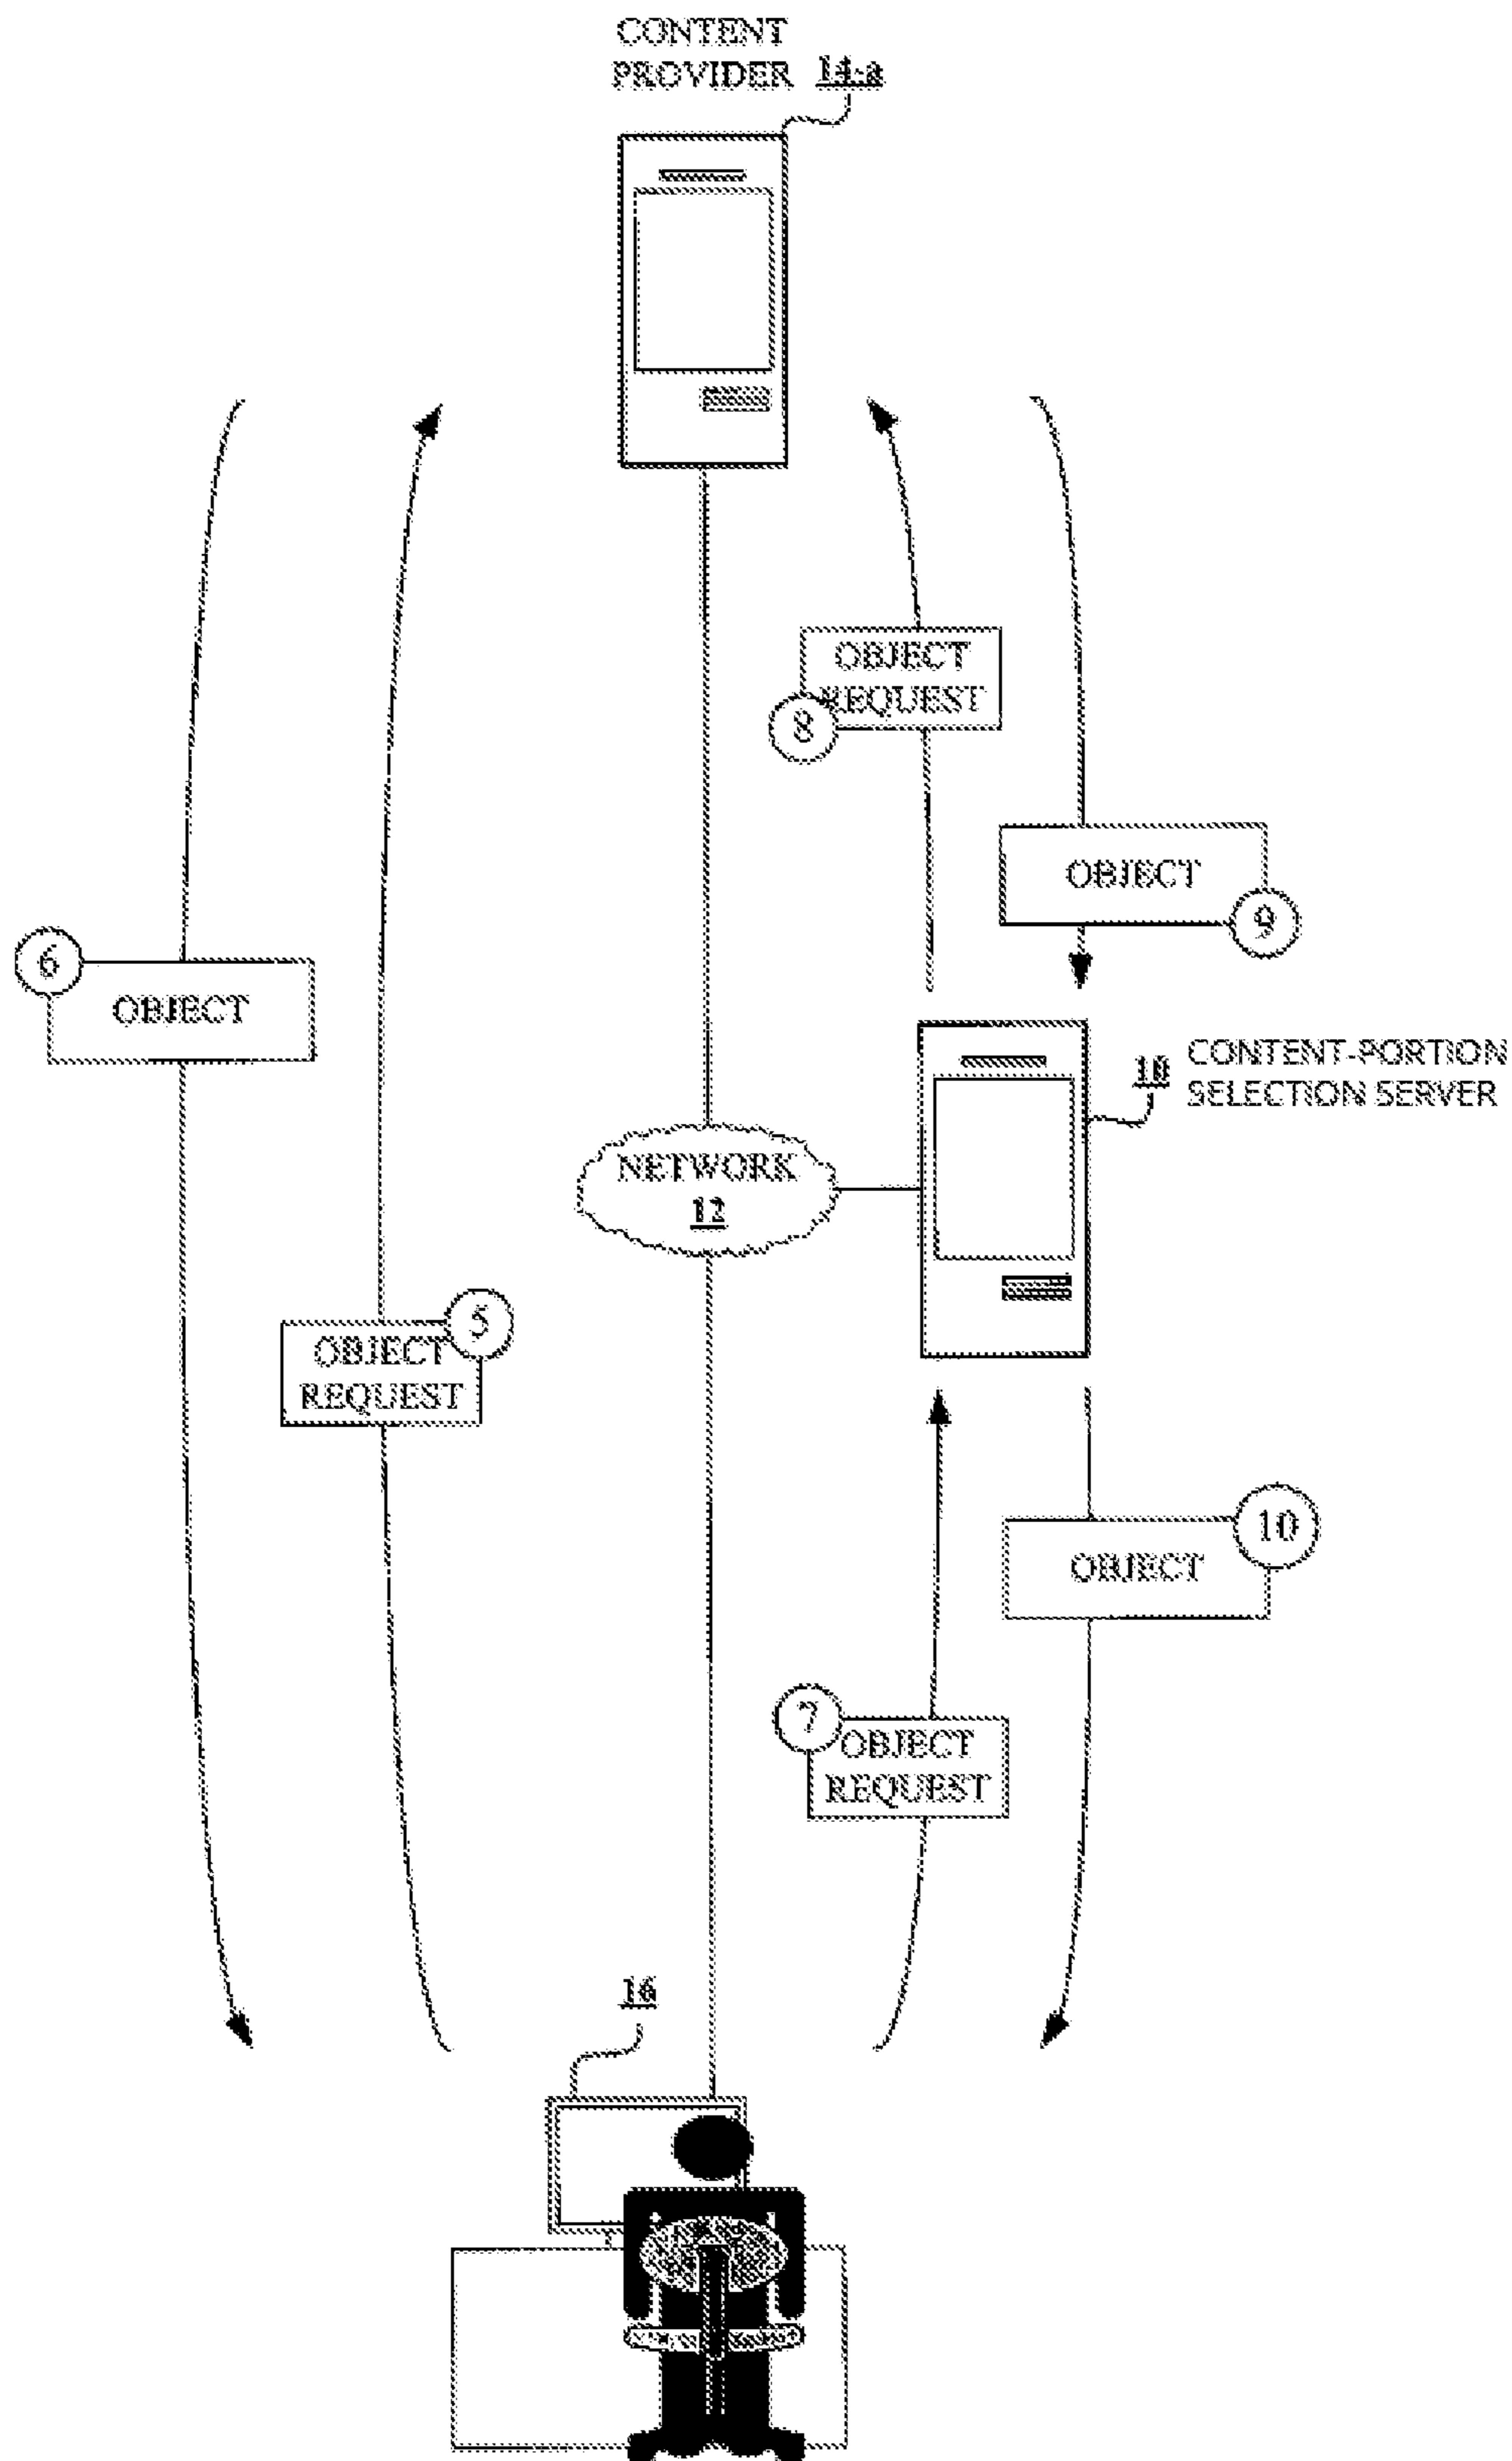 CONTENT
PROVIDER 14-a
OBJECT
REQUEST
8
OBJECT
9
6
OBJECT
10 CONTENT-PORTION
SELECTION SERVER
NETWORK
12
5
OBJECT
REQUEST
10
OBJECT
7
OBJECT
REQUEST
16